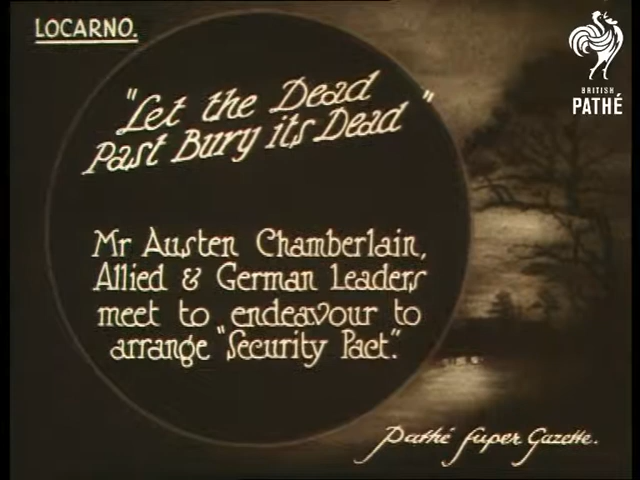 LOCARNO.
BRITISH
PATHÉ
"Let the Dead
Past Bury its Dead"
Mr Austen Chamberlain,
Allied & German Leaders
meet to endeavour to
arrange "Security Pact."
Pathé Super Gazette.